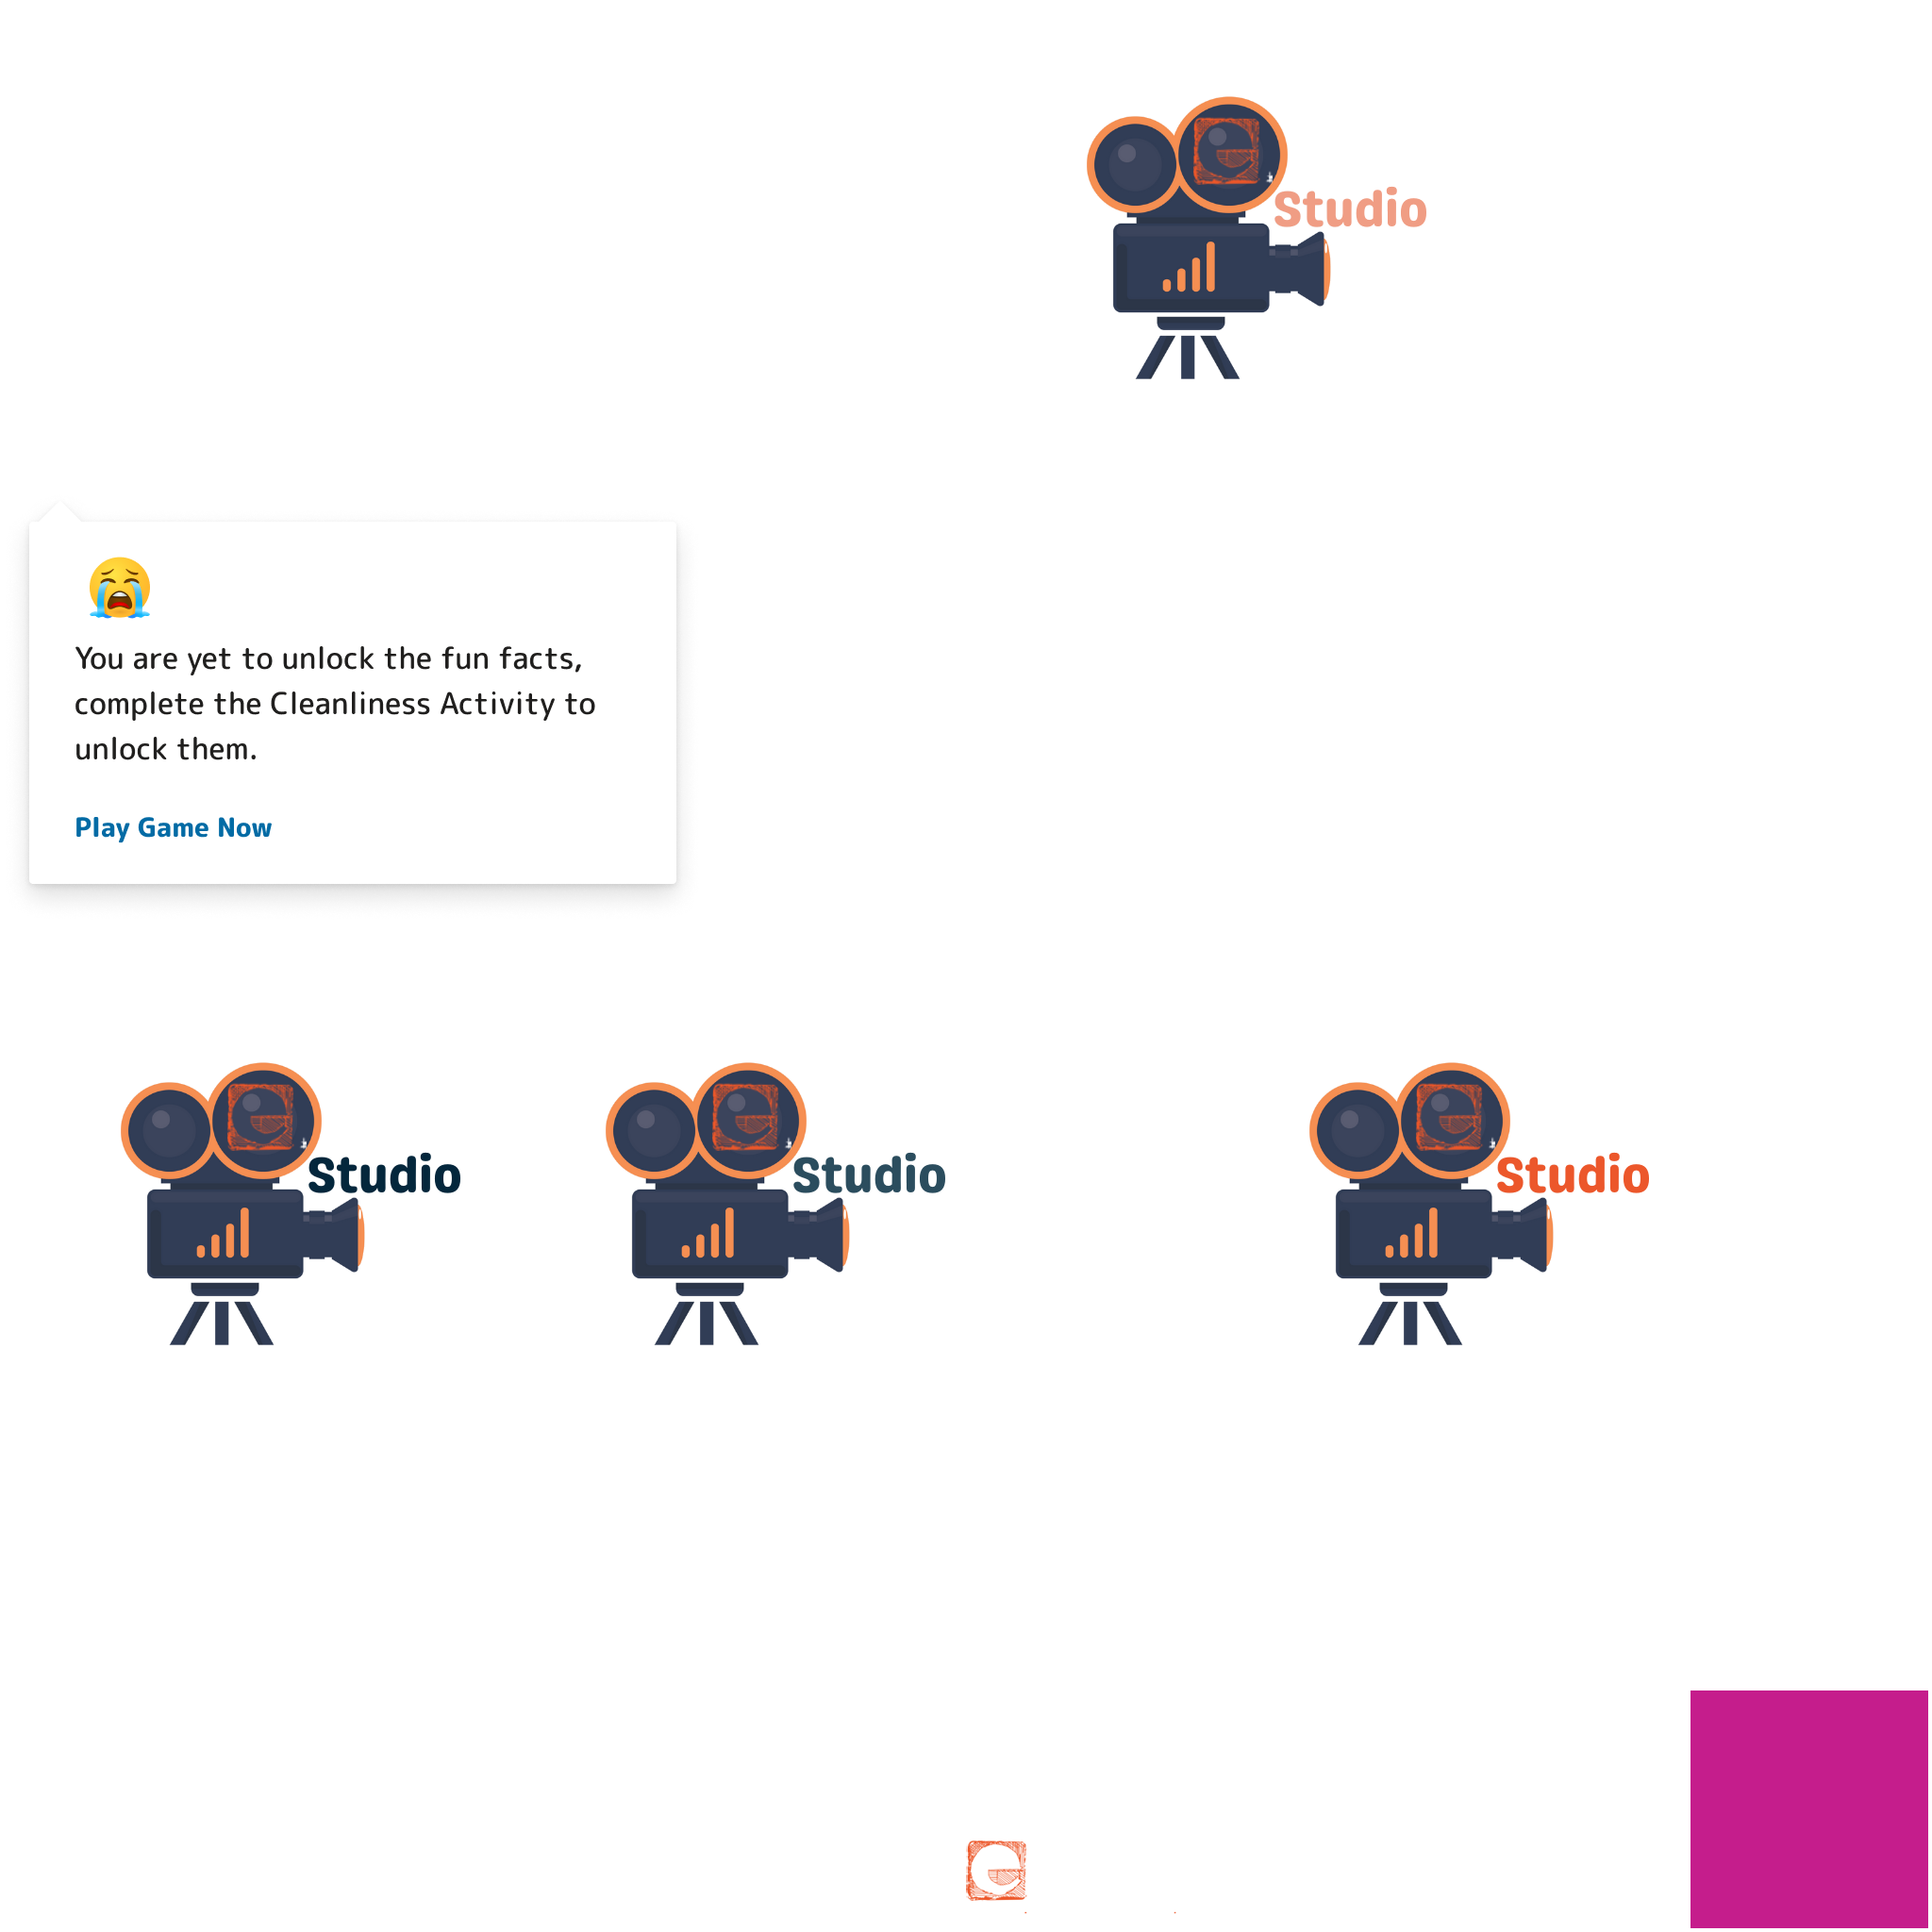 Studio
You are yet to unlock the fun facts,
complete the Cleanliness Activity to
unlock them.
Play Game Now
e
Studio
e
Studio
e
Studio
e
e